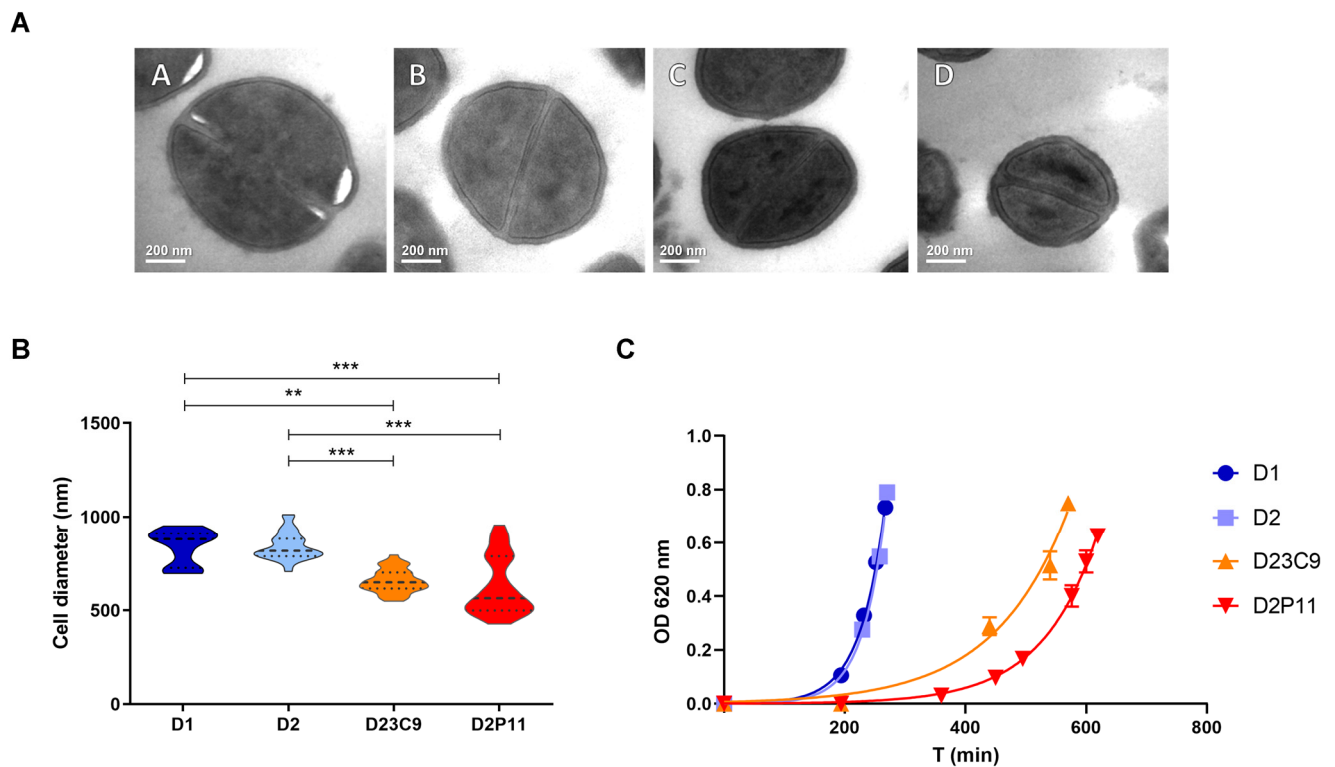 A
A
B
C
D
200 nm
200 nm
200 nm
200 nm
B
C
***
**
***
***
Cell diameter (nm)
1500
1000
500
0
D1
D2
D23C9
D2P11
OD 620 nm
1.0
0.8
0.6
0.4
0.2
0.0
200
400
600
800
T (min)
D1
D2
D23C9
D2P11